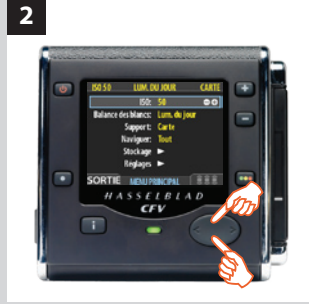 2
ISO 50 LUM. DU JOUR CARTE
ISO: 50
Balance des blancs: Lum. du jour
Support: Carte
Naviguer: Tout
Stockage
Réglages
SORTIE MENU PRINCIPAL
HASSELBLAD
CFV
i